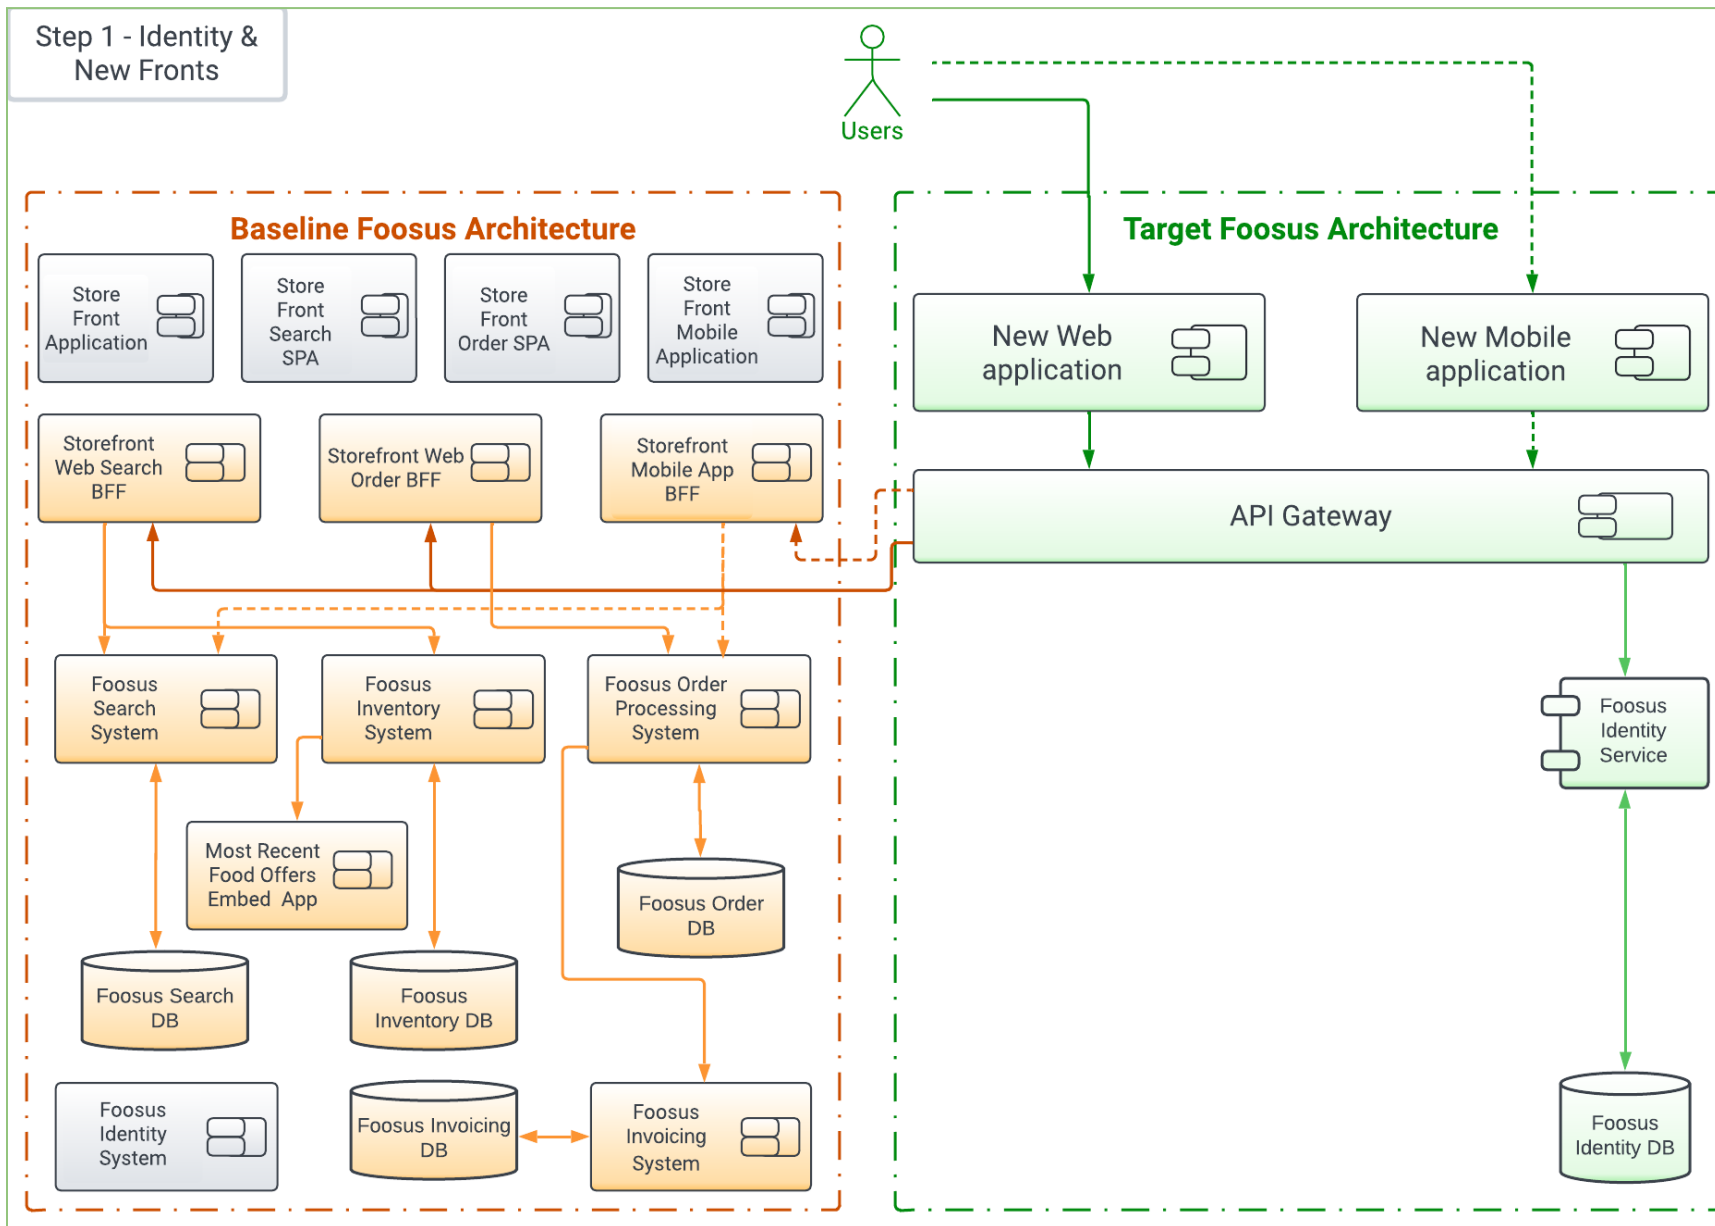 Step 1 - Identity &
New Fronts
Users
Baseline Foosus Architecture
Target Foosus Architecture
Store
Front
Application
Store
Front
Search
SPA
Store
Front
Order SPA
Store
Front
Mobile
Application
New Web
application
New Mobile
application
Storefront
Web Search
BFF
Storefront Web
Order BFF
Storefront
Mobile App
BFF
API Gateway
Foosus
Search
System
Foosus
Inventory
System
Foosus Order
Processing
System
Foosus
Identity
Service
Most Recent
Food Offers
Embed App
Foosus Order
DB
Foosus Search
DB
Foosus
Inventory DB
Foosus
Identity
System
Foosus Invoicing
DB
Foosus
Invoicing
System
Foosus
Identity DB